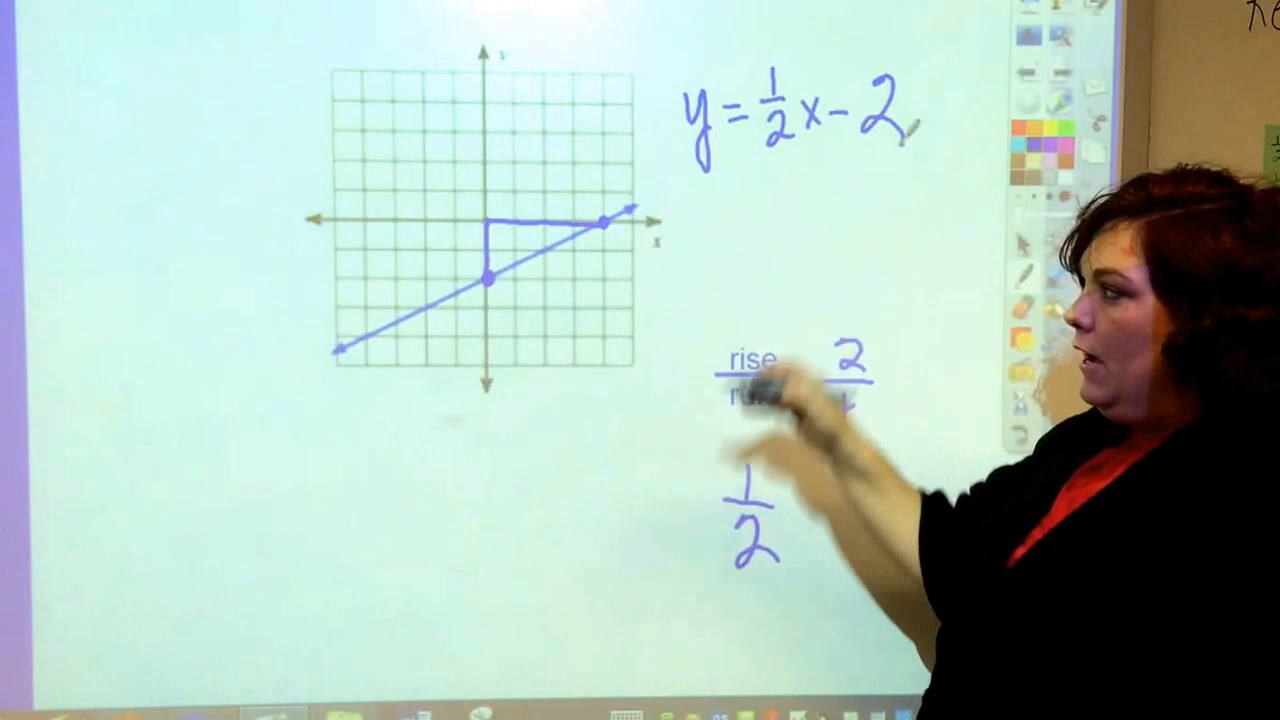 y
y = 1/2 x - 2
x
rise 2
1/2